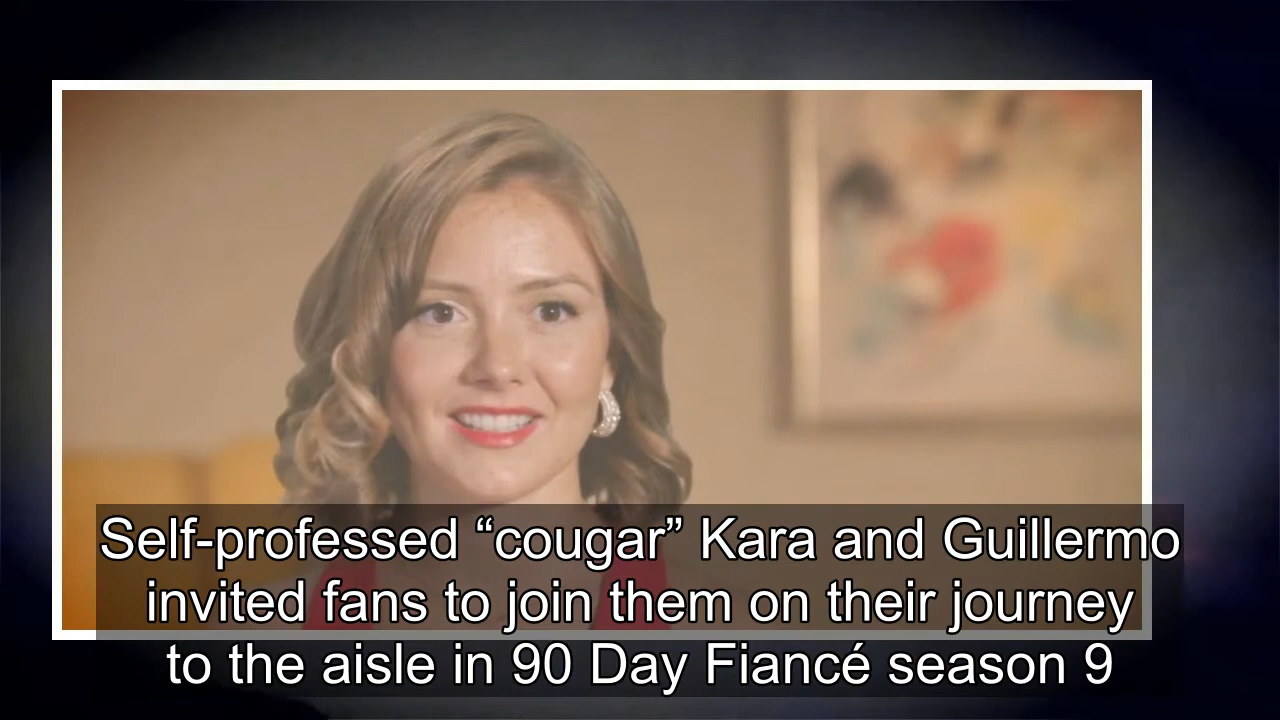 Self-professed “cougar” Kara and Guillermo
invited fans to join them on their journey
to the aisle in 90 Day Fiancé season 9